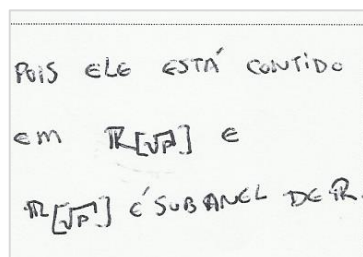 POIS ELE ESTÁ CONTIDO
EM ℝ[√p] E
ℝ[√p] É SUBANEL DE ℝ.